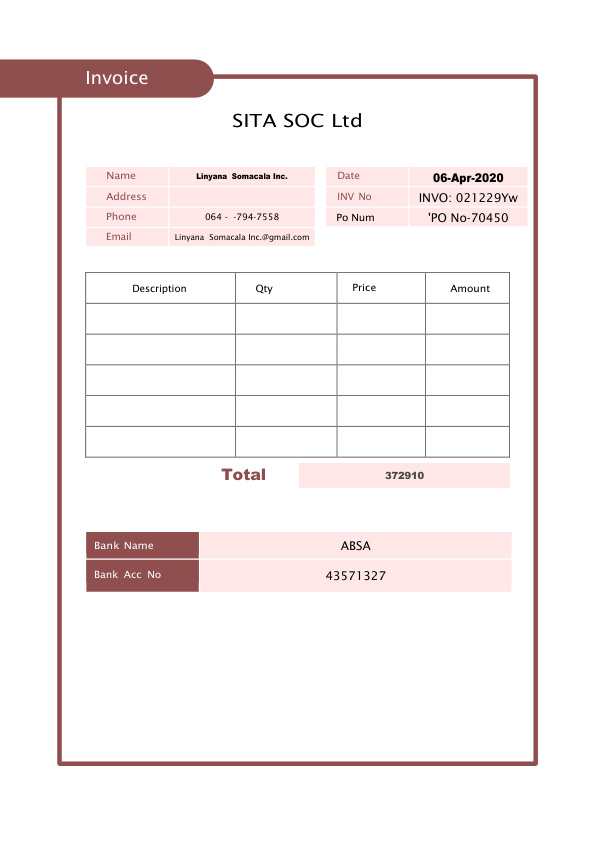 Invoice
SITA SOC Ltd
Name Linyana Somacala Inc. Date 06-Apr-2020
Address INV No INVO: 021229Yw
Phone 064 - -794-7558 Po Num 'PO No-70450
Email Linyana Somacala Inc.@gmail.com
Description Qty Price Amount
Total 372910
Bank Name ABSA
Bank Acc No 43571327